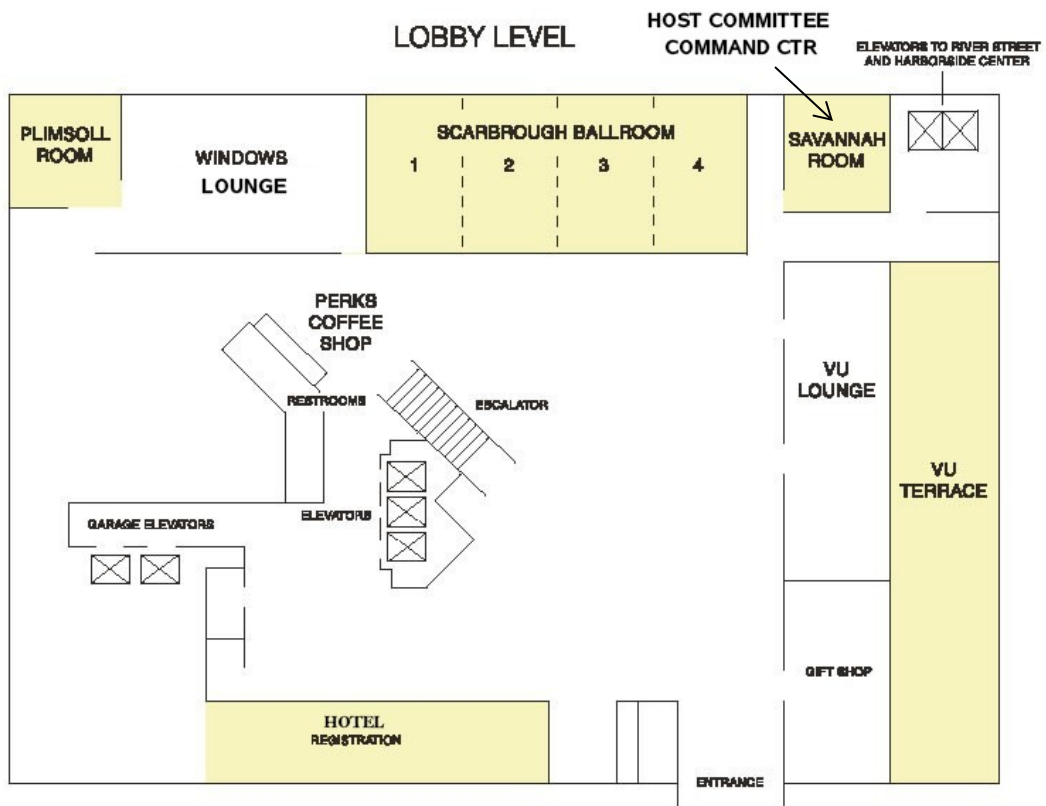 LOBBY LEVEL
HOST COMMITTEE
COMMAND CTR
ELEVATORS TO RIVER STREET
AND HARBORSIDE CENTER
PLIMSOLL
ROOM
WINDOWS
LOUNGE
SCARBROUGH BALLROOM
1 2 3 4
SAVANNAH
ROOM
PERKS
COFFEE
SHOP
RESTROOMS
ESCALATOR
VU
LOUNGE
VU
TERRACE
GARAGE ELEVATORS
ELEVATORS
GIFT SHOP
HOTEL
REGISTRATION
ENTRANCE